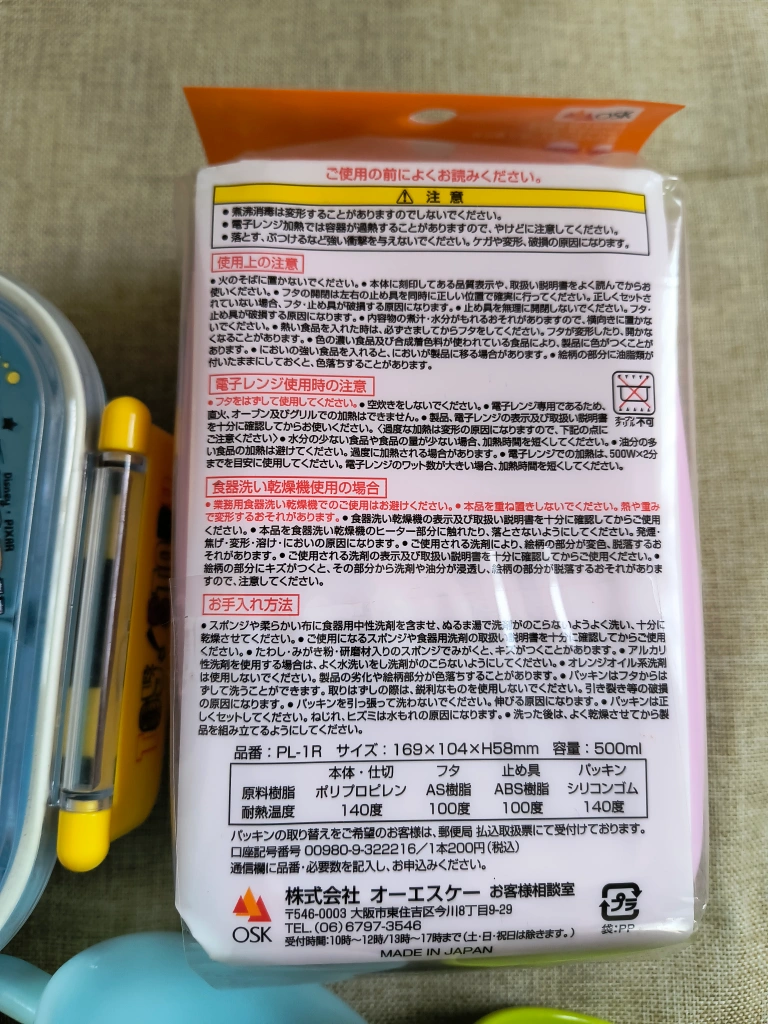 OSK
ご使用の前によくお読みください。
⚠ 注意
● 煮沸消毒は変形することがありますのでしないでください。
● 電子レンジ加熱では容器が過熱することがありますので、やけどに注意してください。
● 落とす、ぶつけるなど強い衝撃を与えないでください。ケガや変形、破損の原因になります。
使用上の注意
● 火のそばに置かないでください。● 本体に刻印してある品質表示や、取扱い説明書をよく読んでからお
使いください。● フタの開閉は左右の止め具を同時に正しい位置で確実に行ってください。正しくセットさ
れていない場合、フタ・止め具が破損する原因になります。● 止め具を無理に開閉しないでください。フタ・
止め具が破損する原因になります。● 内容物の煮汁・水分がもれるおそれがありますので、横向きに置かな
いでください。● 熱い食品を入れた時は、必ずさましてからフタをしてください。フタが変形したり、開かな
くなることがあります。● 色の濃い食品及び合成着色料が使われている食品により、製品に色がつくことが
あります。● においの強い食品を入れると、においが製品に移る場合があります。● 絵柄の部分に油脂類が
付いたままにしておくと、色落ちすることがあります。
電子レンジ使用時の注意
● フタをはずして使用してください。● 空炊きをしないでください。● 電子レンジ専用であるため、
直火、オーブン及びグリルでの加熱はできません。● 製品、電子レンジの表示及び取扱い説明書
を十分に確認してからお使いください。〈過度な加熱は変形の原因になりますので、下記の点に
ご注意ください〉● 水分の少ない食品や食品の量が少ない場合、加熱時間を短くしてください。● 油分の多
い食品の加熱は避けてください。過度に加熱される場合があります。● 電子レンジでの加熱は、500W×2分
までを目安に使用してください。電子レンジのワット数が大きい場合、加熱時間を短くしてください。
不可
食器洗い乾燥機使用の場合
● 業務用食器洗い乾燥機でのご使用はお避けください。● 本品を重ね置きしないでください。熱や重み
で変形するおそれがあります。● 食器洗い乾燥機の表示及び取扱い説明書を十分に確認してからご使用
ください。● 本品を食器洗い乾燥機のヒーター部分に触れたり、落とさないようにしてください。発煙・
焦げ・変形・溶け・においの原因になります。● ご使用される洗剤により、絵柄の部分が変色、脱落するお
それがあります。● ご使用される洗剤の表示及び取扱い説明書を十分に確認してからご使用ください。●
絵柄の部分にキズがつくと、その部分から洗剤や油分が浸透し、絵柄の部分が脱落するおそれがありま
すので、注意してください。
お手入れ方法
● スポンジや柔らかい布に食器用中性洗剤を含ませ、ぬるま湯で洗剤がのこらないようよく洗い、十分に
乾燥させてください。● ご使用になるスポンジや食器用洗剤の取扱い説明書を十分に確認してからご使用
ください。● たわし・みがき粉・研磨材入りのスポンジでみがくと、キズがつくことがあります。● アルカリ
性洗剤を使用する場合は、よく水洗いをし洗剤がのこらないようにしてください。● オレンジオイル系洗剤
は使用しないでください。製品の劣化や絵柄部分が色落ちすることがあります。● パッキンはフタからは
ずして洗うことができます。取りはずしの際は、鋭利なものを使用しないでください。引き裂き等の破損
の原因になります。● パッキンを引っ張って洗わないでください。伸びる原因になります。● パッキンは正
しくセットしてください。ねじれ、ヒズミは水もれの原因になります。● 洗った後は、よく乾燥させてから製
品を組み立てるようにしてください。
品番：PL-1R サイズ：169×104×H58mm 容量：500ml
本体・仕切 フタ 止め具 パッキン
原料樹脂 ポリプロピレン AS樹脂 ABS樹脂 シリコンゴム
耐熱温度 140度 100度 100度 140度
パッキンの取り替えをご希望のお客様は、郵便局 払込取扱票にて受付けております。
口座記号番号 00980-9-322216／1本200円（税込）
通信欄に品番・必要数を記入し、お申込みください。
OSK
株式会社 オーエスケー お客様相談室
〒546-0003 大阪市東住吉区今川8丁目9-29
TEL.(06)6797-3546
受付時間：10時〜12時/13時〜17時まで（土・日・祝日は除きます。）
MADE IN JAPAN
プラ
袋：PP
Disney・PIXAR